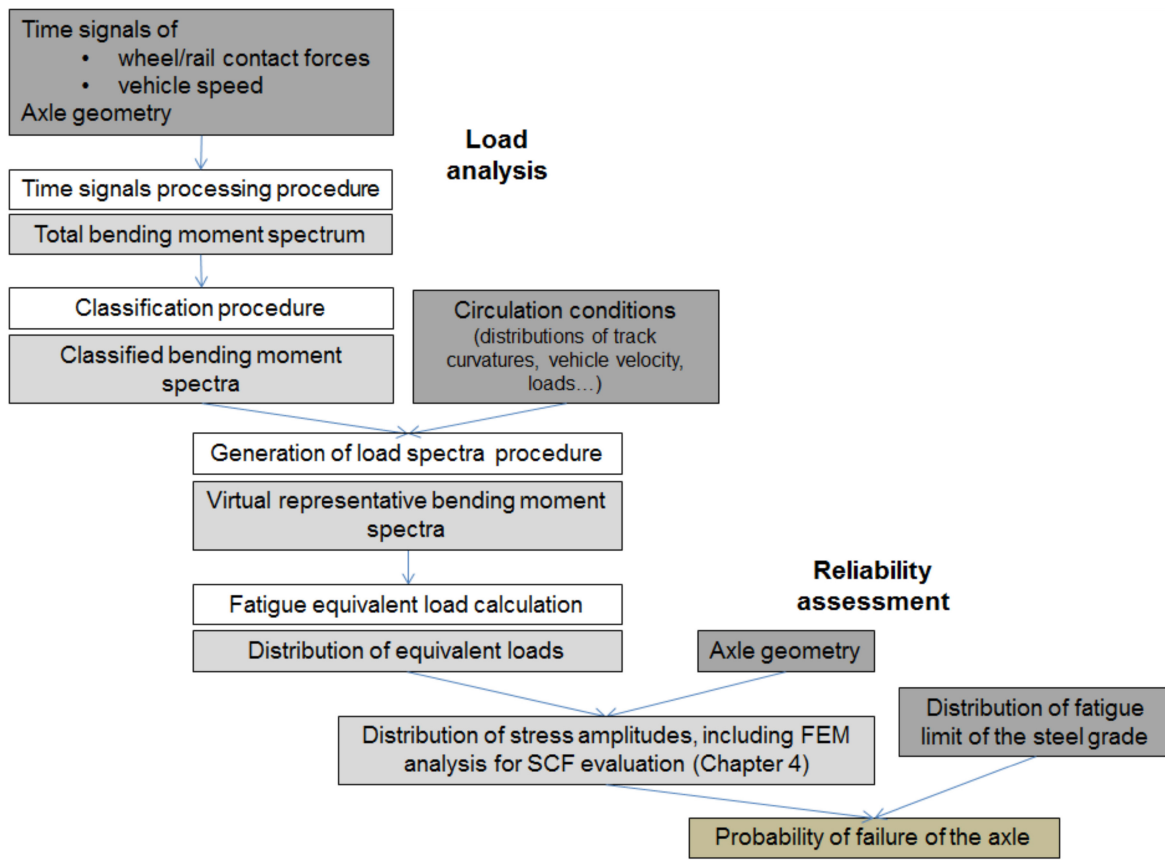 Time signals of
• wheel/rail contact forces
• vehicle speed
Axle geometry
Load
analysis
Time signals processing procedure
Total bending moment spectrum
Classification procedure
Classified bending moment
spectra
Circulation conditions
(distributions of track
curvatures, vehicle velocity,
loads...)
Generation of load spectra procedure
Virtual representative bending moment
spectra
Fatigue equivalent load calculation
Distribution of equivalent loads
Reliability
assessment
Axle geometry
Distribution of stress amplitudes, including FEM
analysis for SCF evaluation (Chapter 4)
Distribution of fatigue
limit of the steel grade
Probability of failure of the axle